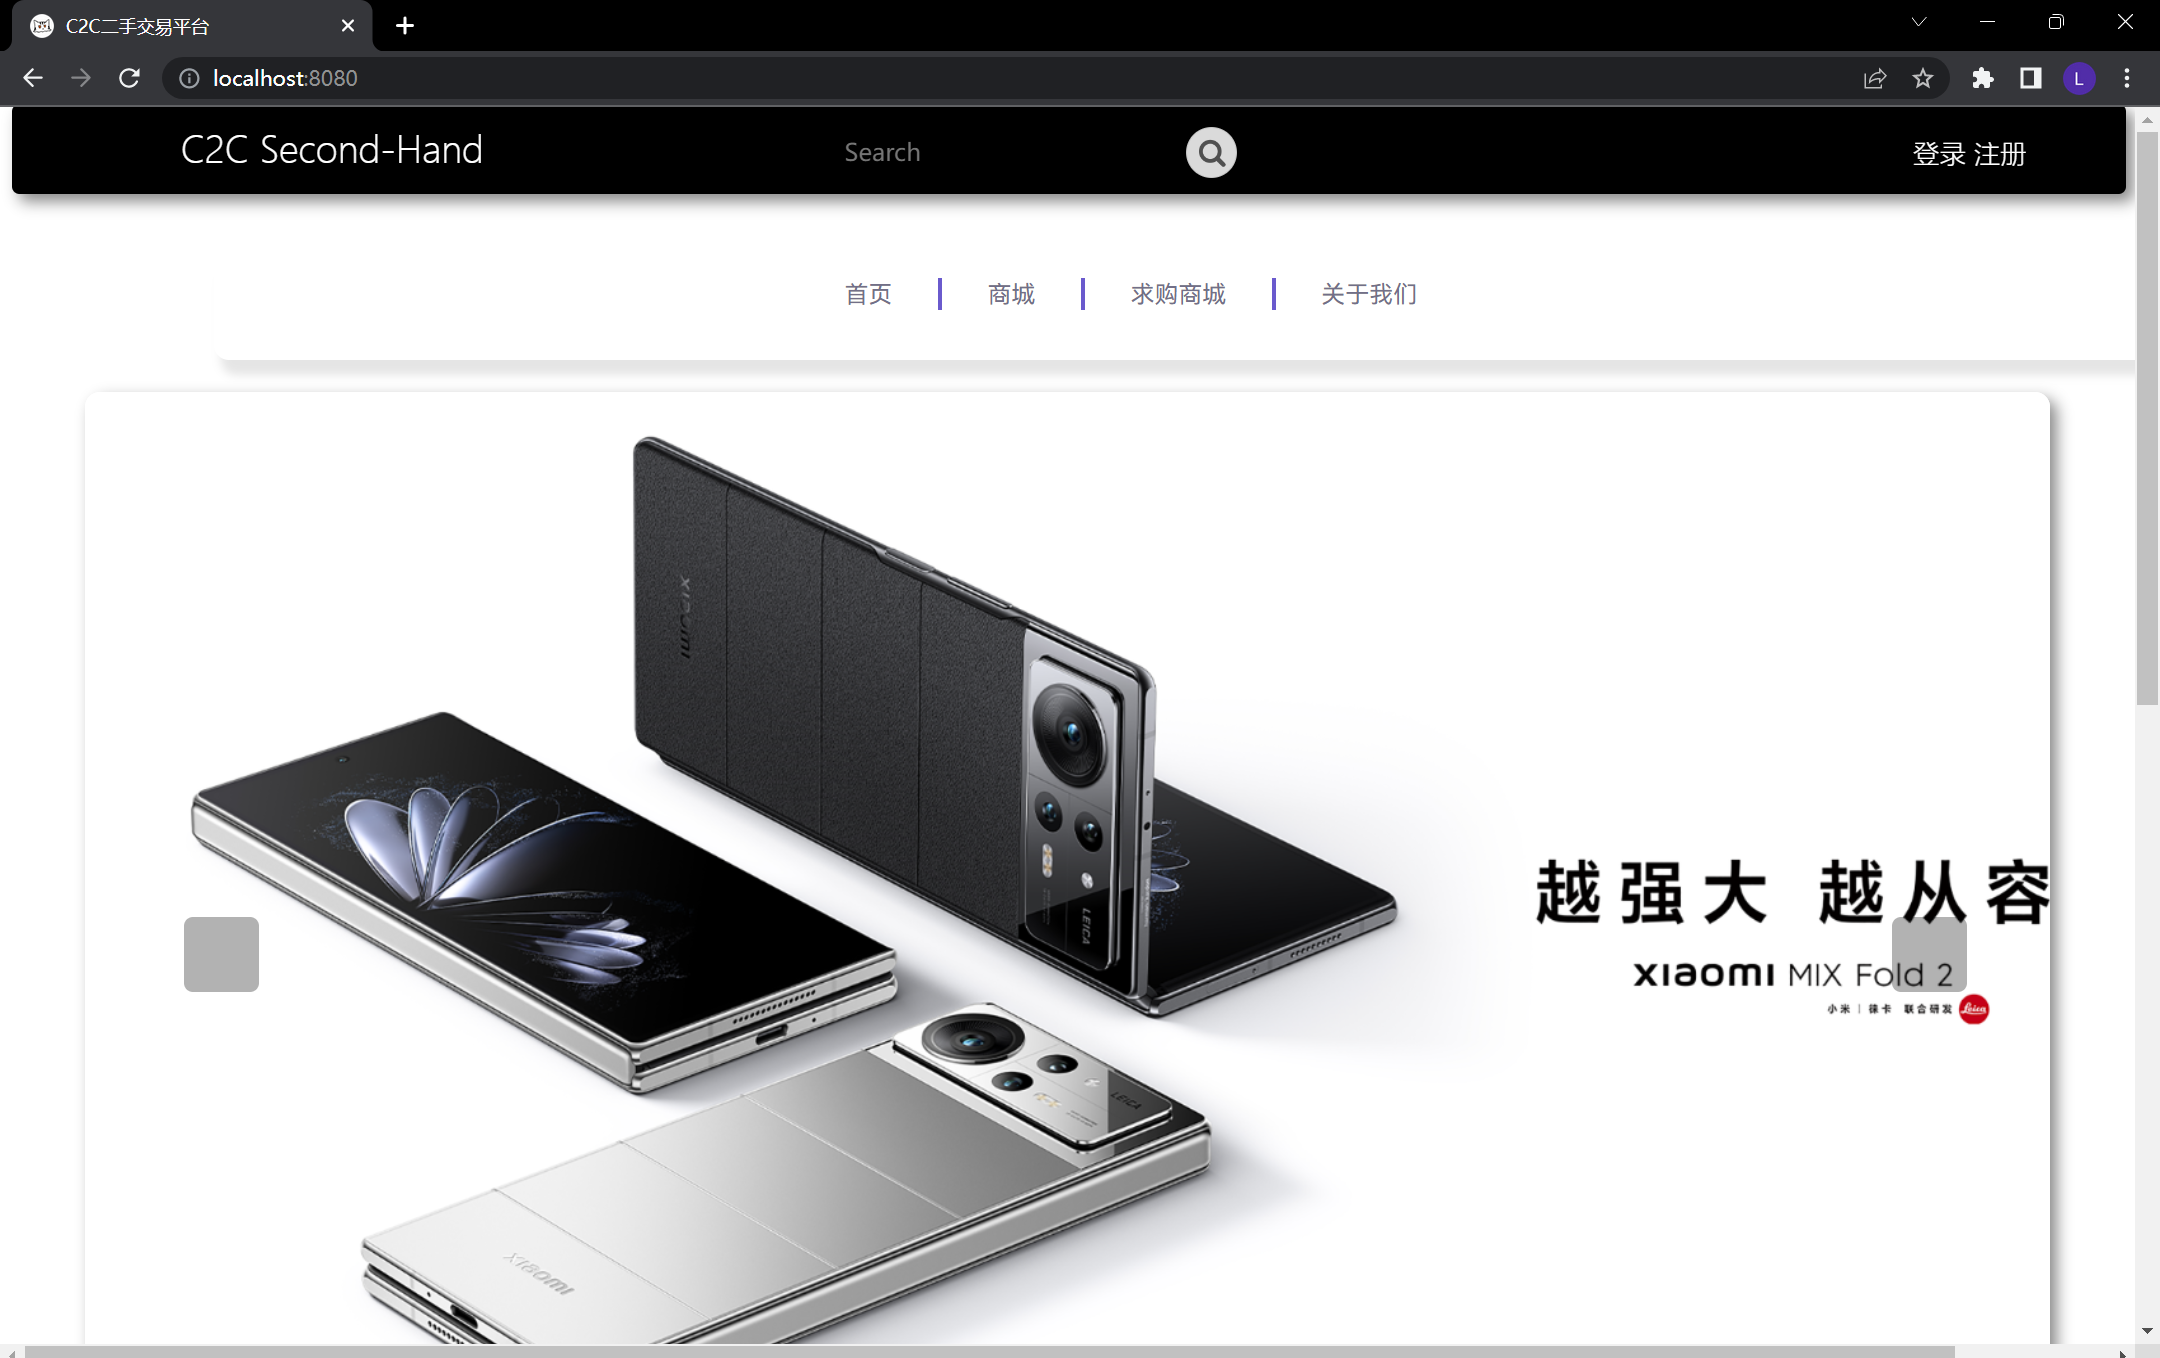 C2C二手交易平台
localhost:8080
L
C2C Second-Hand
Search
登录 注册
首页
商城
求购商城
关于我们
XIAOMI
LEICA
越强大 越从容
xiaomi MIX Fold 2
小米 | 徕卡 联合研发
Leica
LEICA
xiaomi